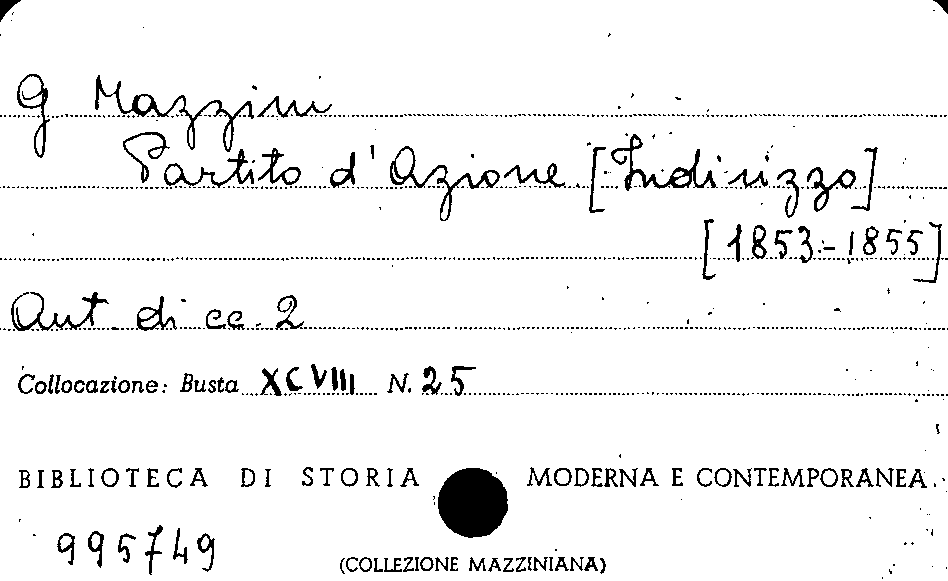 G Mazzini
Partito d'Azione [Indirizzo]
[1853-1855]
Aut. di cc. 2
Collocazione: Busta XCVIII N. 25
BIBLIOTECA DI STORIA MODERNA E CONTEMPORANEA
995749
(COLLEZIONE MAZZINIANA)